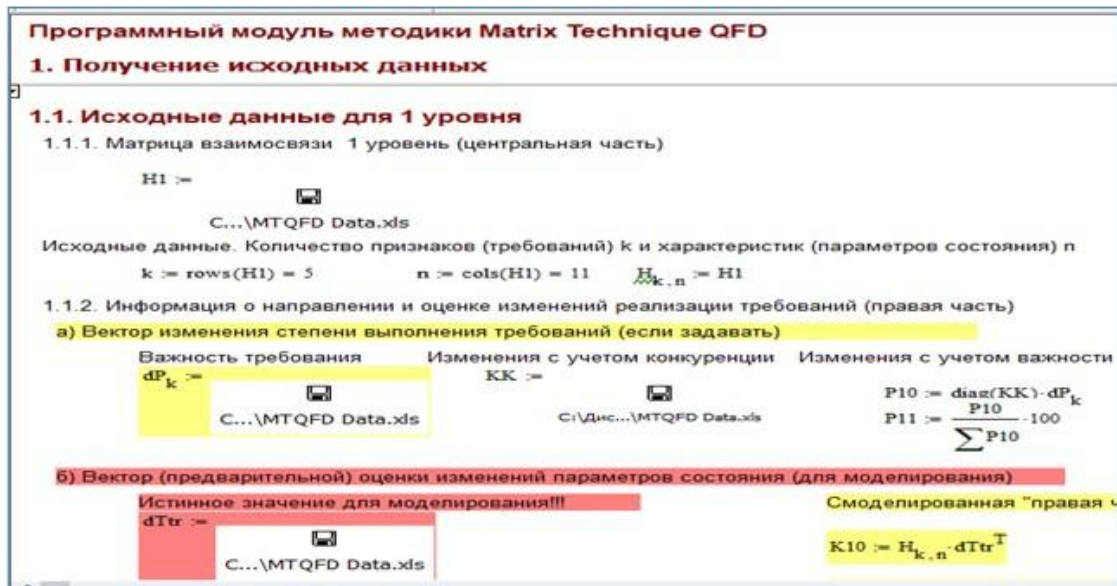 Программный модуль методики Matrix Technique QFD
1. Получение исходных данных
1.1. Исходные данные для 1 уровня
1.1.1. Матрица взаимосвязи 1 уровень (центральная часть)
H1 :=
C...\MTQFD Data.xls
Исходные данные. Количество признаков (требований) k и характеристик (параметров состояния) n
k := rows(H1) = 5 n := cols(H1) = 11 H k , n := H1
1.1.2. Информация о направлении и оценке изменений реализации требований (правая часть)
а) Вектор изменения степени выполнения требований (если задавать)
Важность требования Изменения с учетом конкуренции Изменения с учетом важности
dP k := KK :=
C...\MTQFD Data.xls C:\Дис...\MTQFD Data.xls
P10 := diag(KK)·dP k
P11 := P10 / ∑ P10 ·100
б) Вектор (предварительной) оценки изменений параметров состояния (для моделирования)
Истинное значение для моделирования!!! Смоделированная "правая ч
dTtr :=
C...\MTQFD Data.xls
K10 := H k , n ·dTtr T